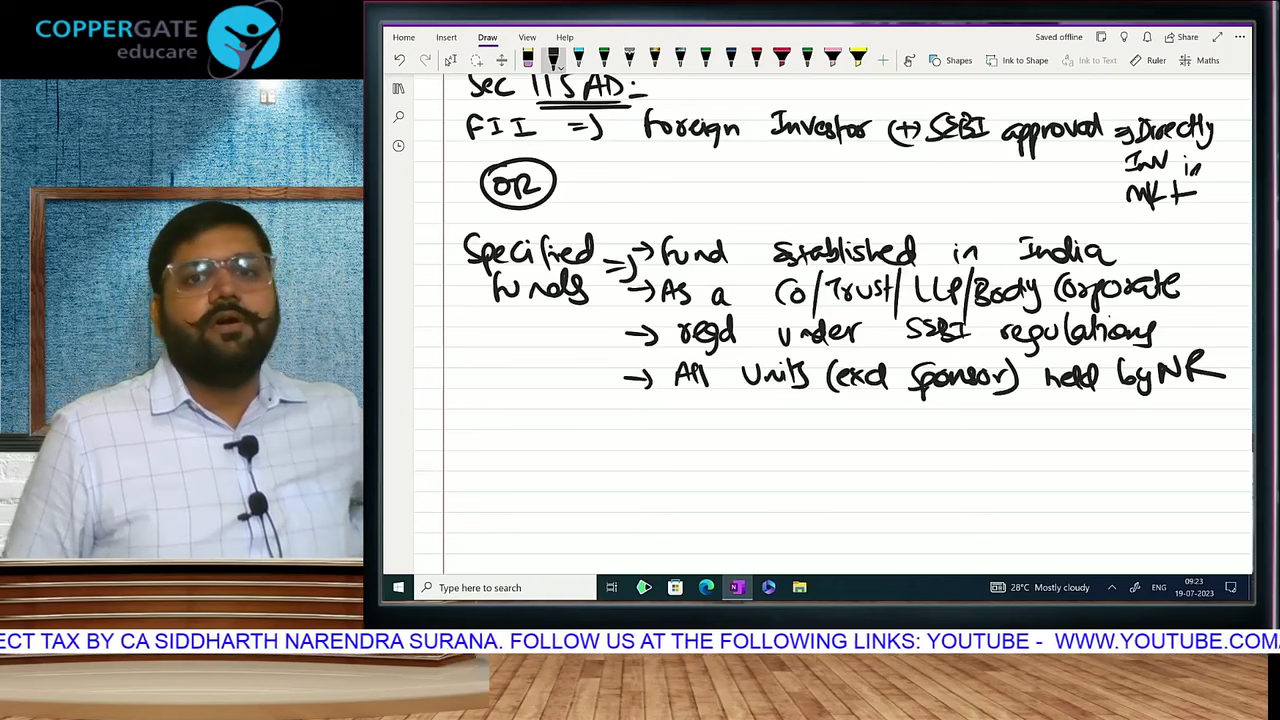 COPPERGATE
educare
Home Insert Draw View Help
Saved offline
Share
Shapes
Ink to Shape
Ink to Text
Ruler
Maths
Sec 115AD:-
FII => Foreign Investor (+) SEBI approved => Directly
Inv in
Mkt
OR
Specified funds => → Fund established in India
→ As a Co/Trust/LLP/Body Corporate
→ regd under SEBI regulations
→ All Units (excl Sponsor) held by NR
Type here to search
28°C Mostly cloudy
ENG
09:23
19-07-2023
ECT TAX BY CA SIDDHARTH NARENDRA SURANA. FOLLOW US AT THE FOLLOWING LINKS: YOUTUBE - WWW.YOUTUBE.COM